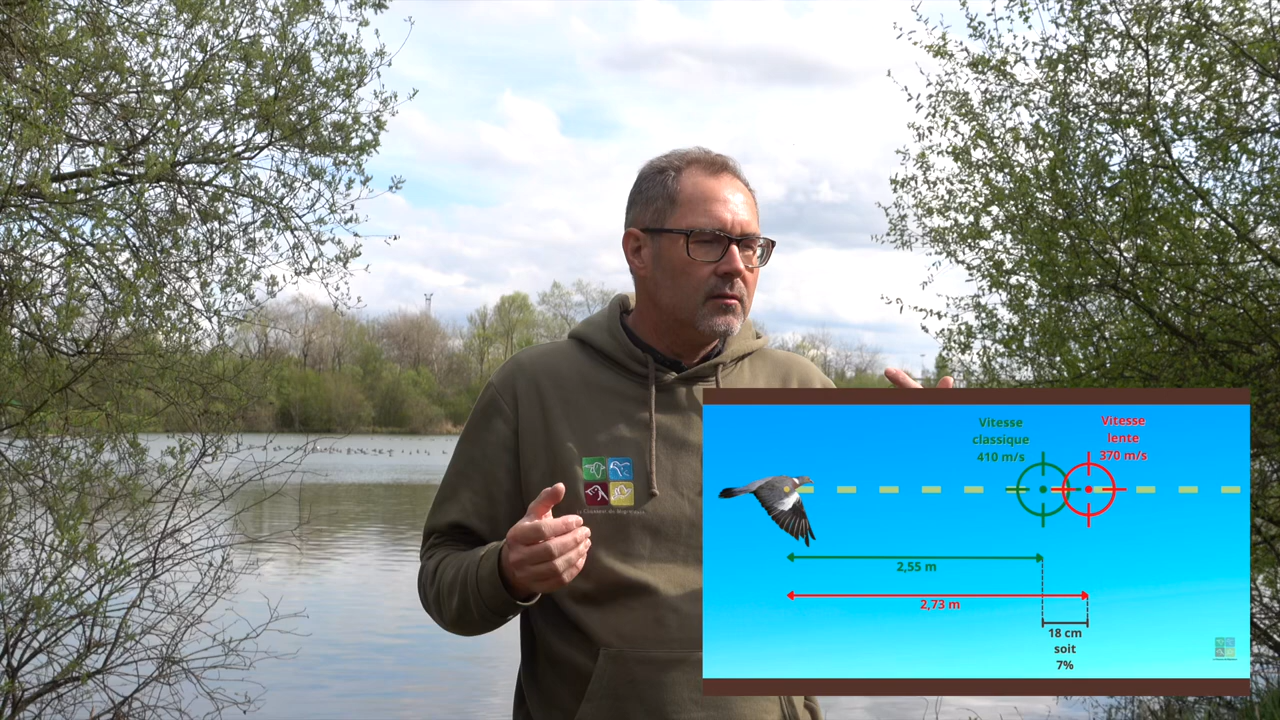 Vitesse
classique
410 m/s
Vitesse
lente
370 m/s
2,55 m
2,73 m
18 cm
soit
7%